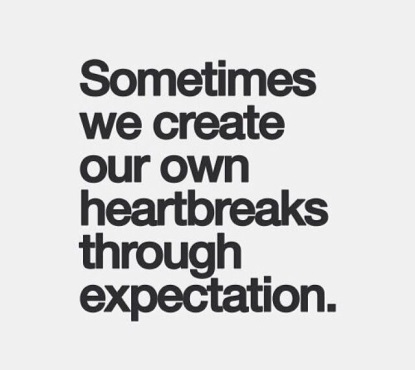 Sometimes
we create
our own
heartbreaks
through
expectation.